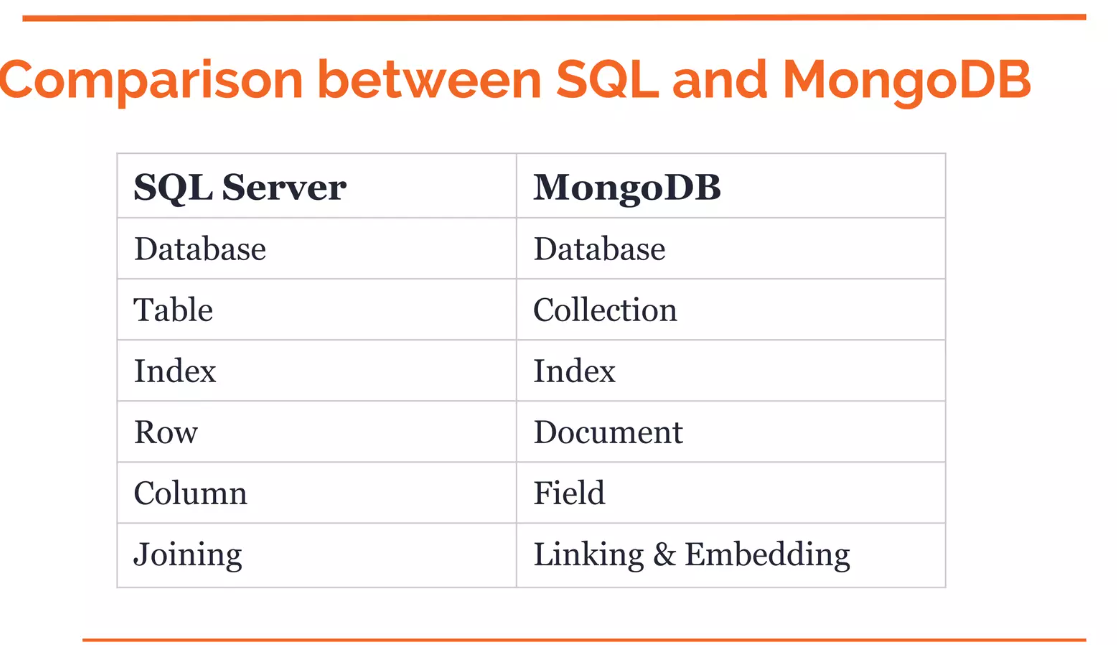 Comparison between SQL and MongoDB
SQL Server MongoDB
Database Database
Table Collection
Index Index
Row Document
Column Field
Joining Linking & Embedding